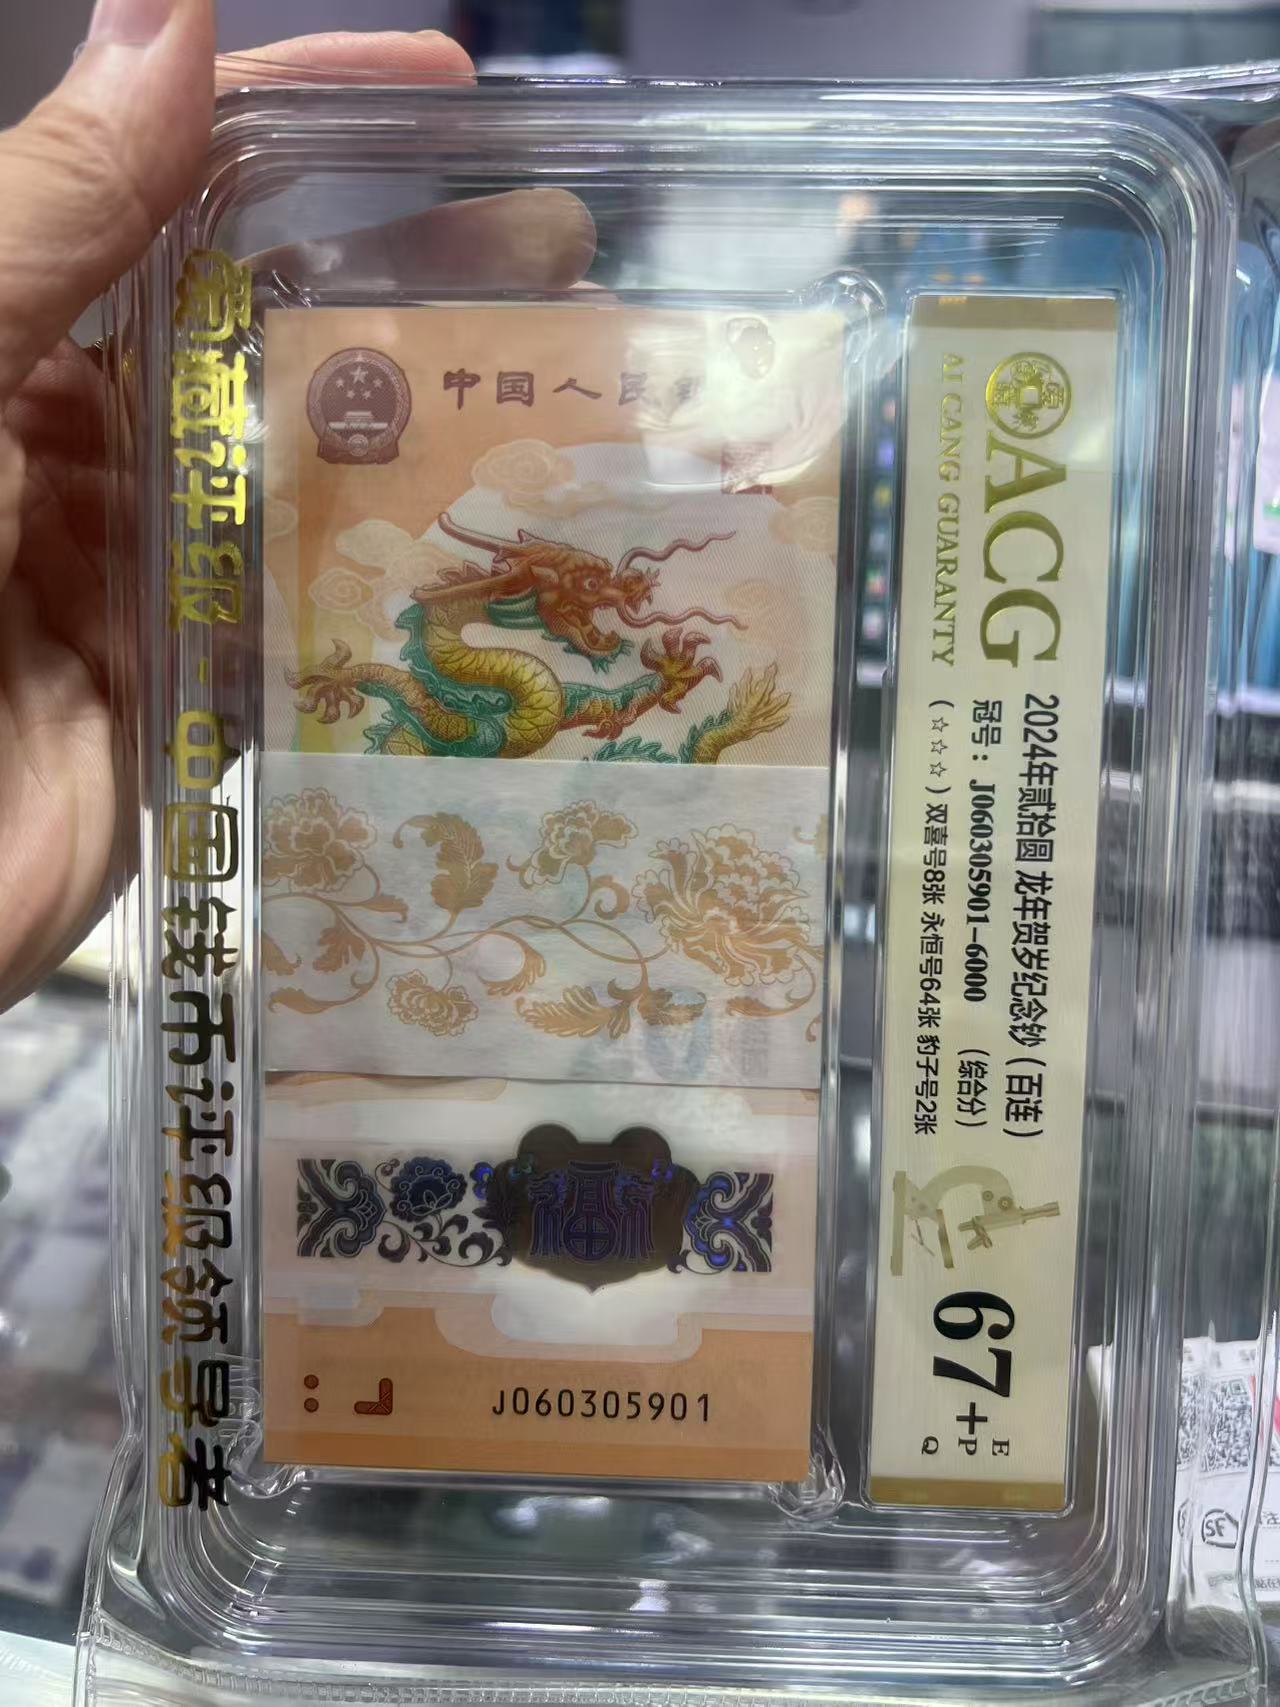 爱藏评级 - 中国钱币评级领导者
中国人民
J060305901
ACG
AI CANG GUARANTY
2024年贰拾圆 龙年贺岁纪念钞（百连）
冠号：J060305901-6000 （综合分）
（☆☆☆）双喜号8张 永恒号64张 豹子号2张
67+
E
P
Q
福